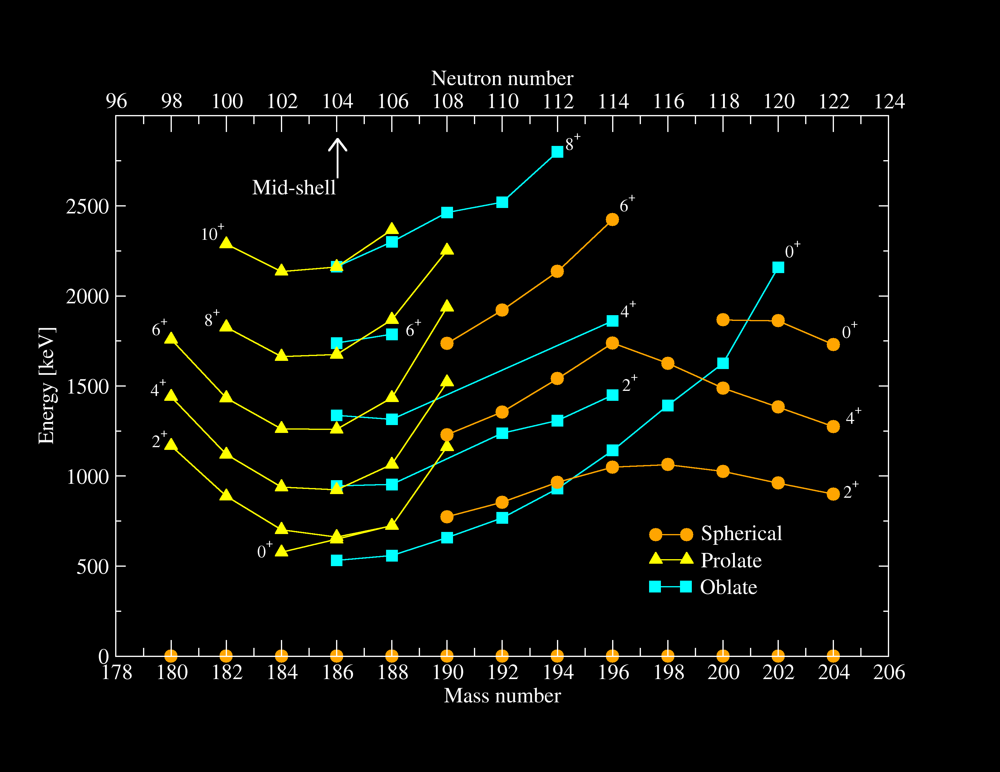 Neutron number
96 98 100 102 104 106 108 110 112 114 116 118 120 122 124
8⁺
Mid-shell
6⁺
2500
10⁺
0⁺
2000
4⁺
8⁺
6⁺
6⁺
0⁺
Energy [keV]
4⁺
1500
2⁺
4⁺
2⁺
1000
2⁺
0⁺
Spherical
500
Prolate
Oblate
0
178 180 182 184 186 188 190 192 194 196 198 200 202 204 206
Mass number